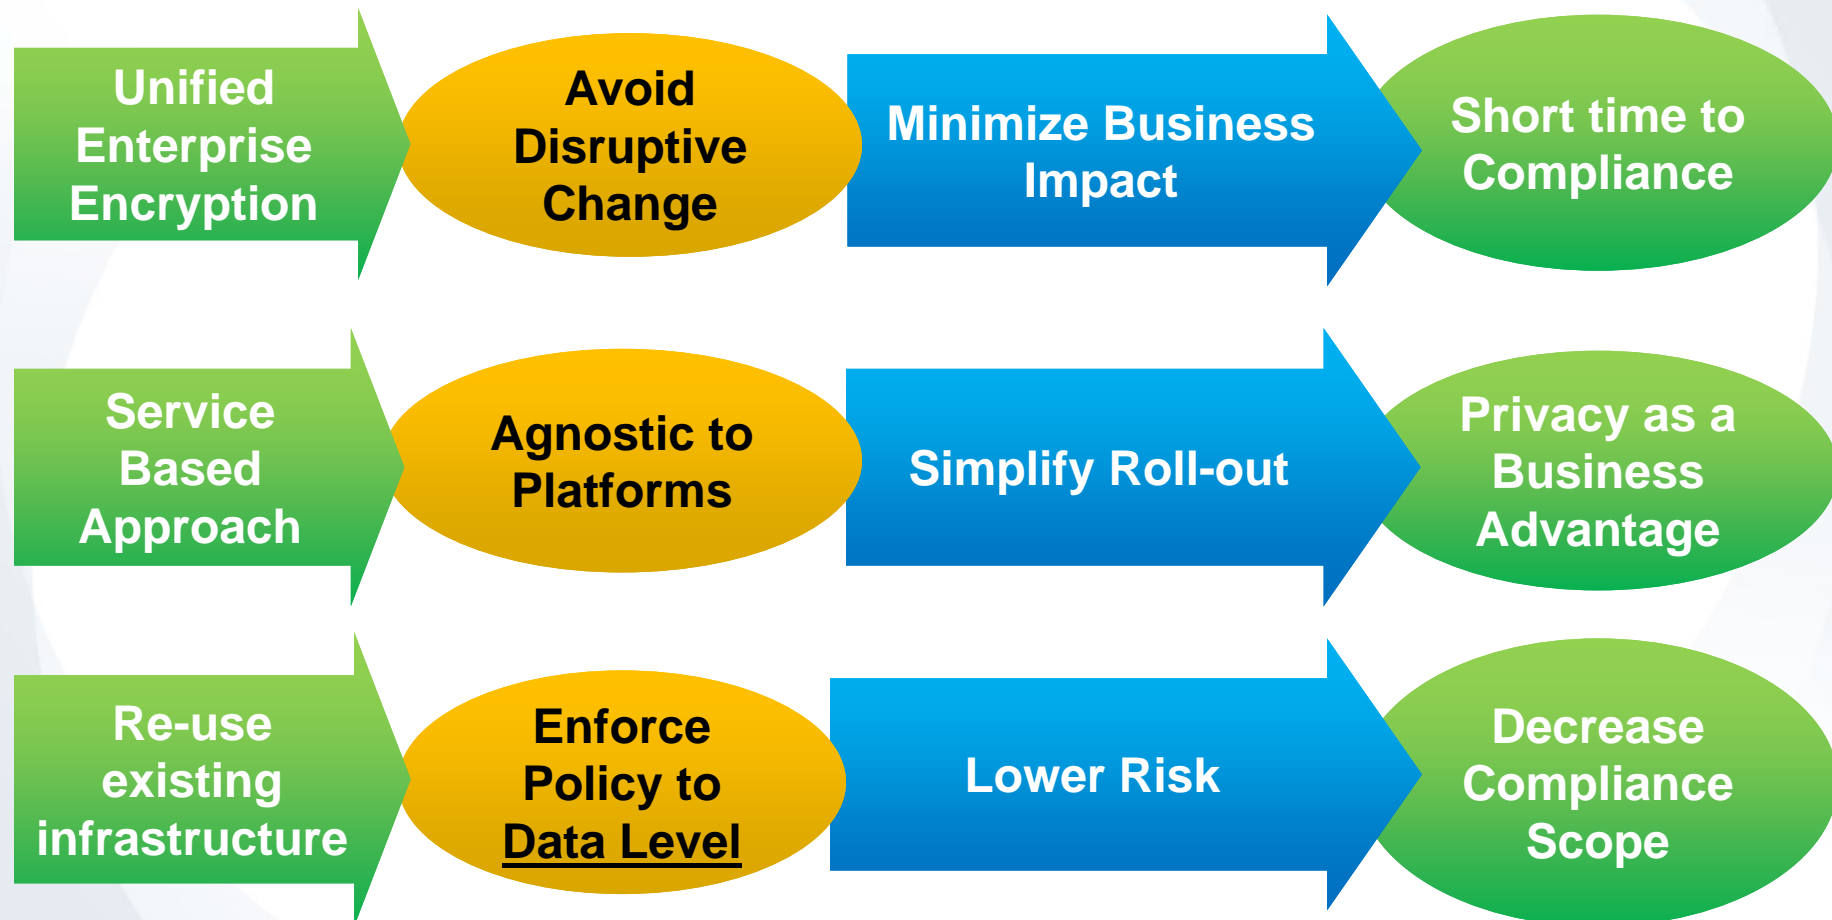 Unified
Enterprise
Encryption
Avoid
Disruptive
Change
Minimize Business
Impact
Short time to
Compliance
Service
Based
Approach
Agnostic to
Platforms
Simplify Roll-out
Privacy as a
Business
Advantage
Re-use
existing
infrastructure
Enforce
Policy to
Data Level
Lower Risk
Decrease
Compliance
Scope